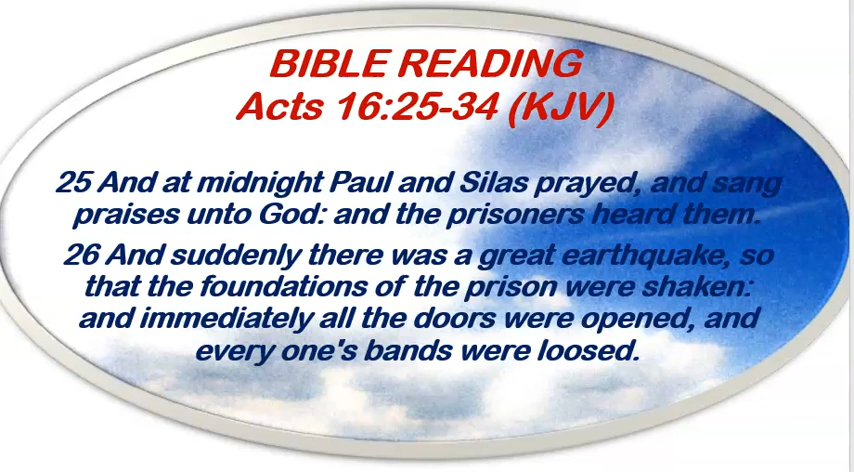 BIBLE READING
Acts 16:25-34 (KJV)
25 And at midnight Paul and Silas prayed, and sang
praises unto God: and the prisoners heard them.
26 And suddenly there was a great earthquake, so
that the foundations of the prison were shaken:
and immediately all the doors were opened, and
every one's bands were loosed.